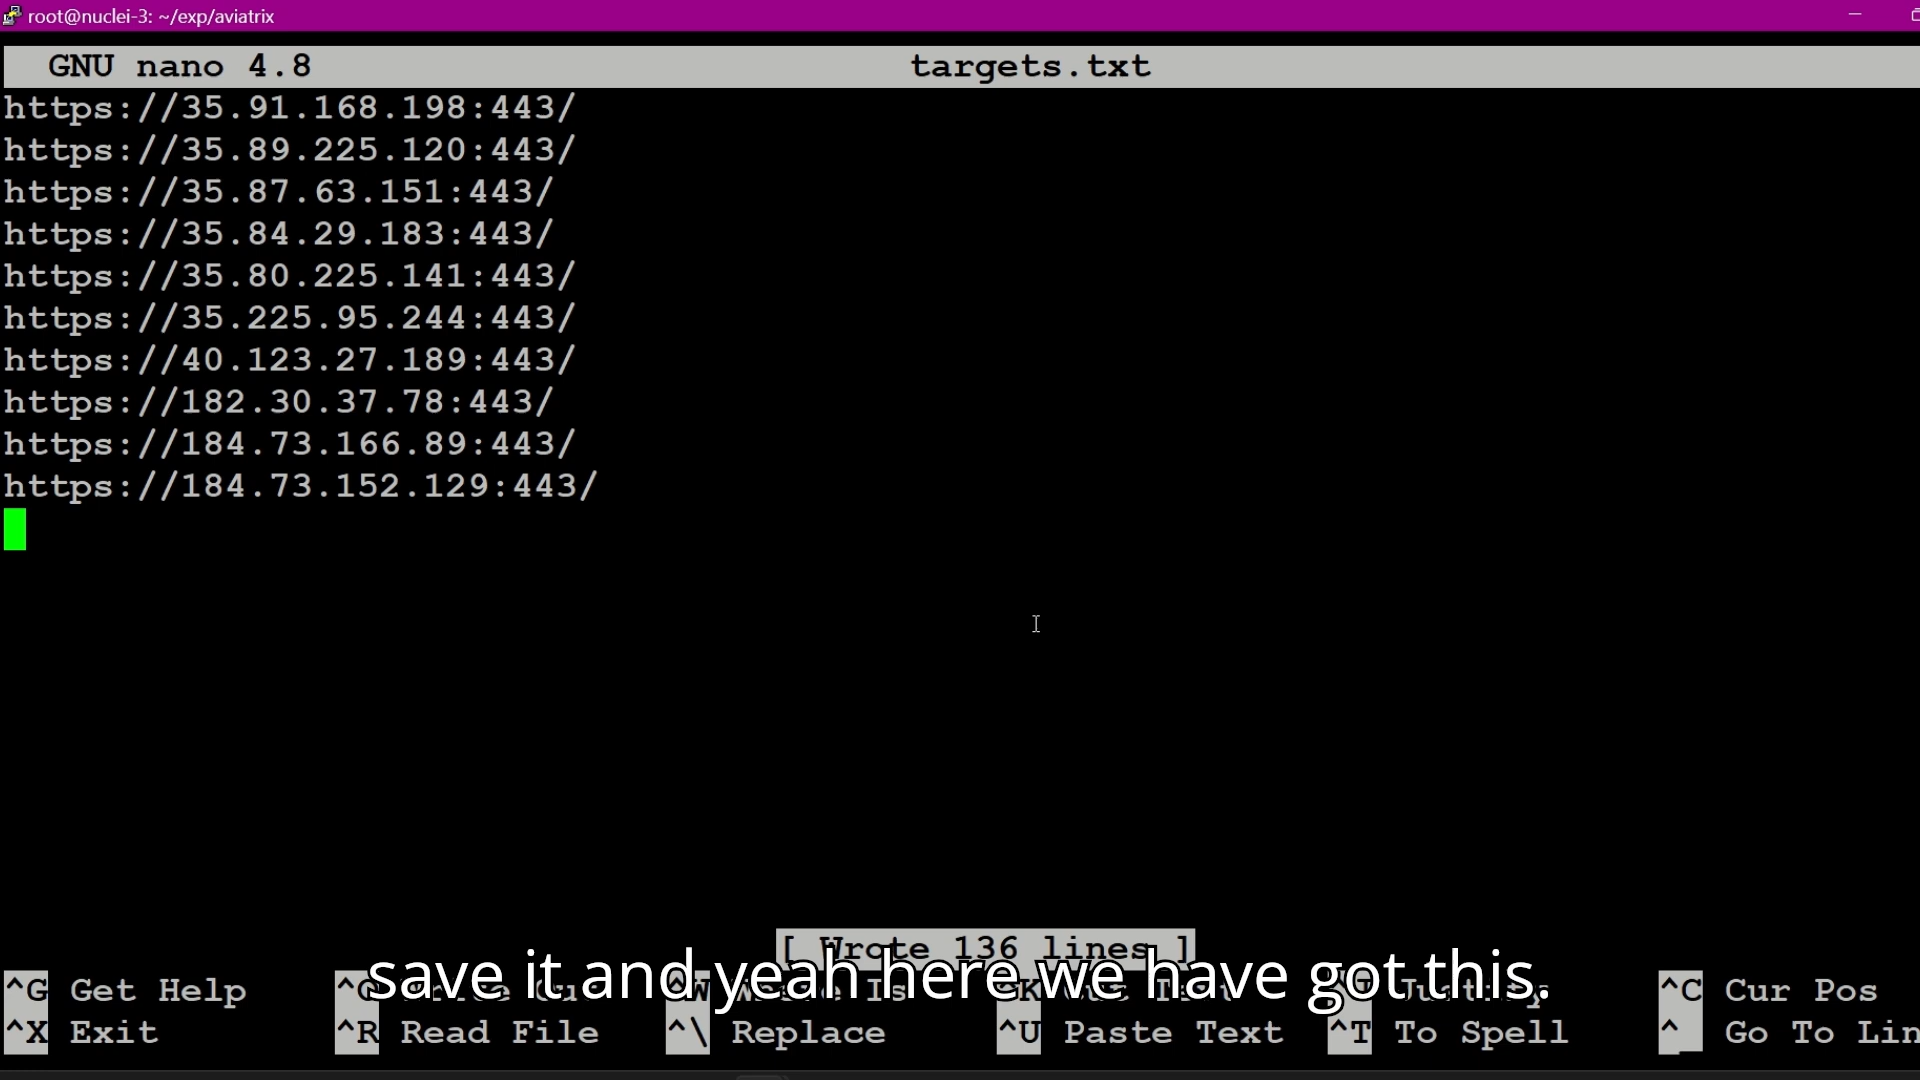 root@nuclei-3: ~/exp/aviatrix
GNU nano 4.8 targets.txt
https://35.91.168.198:443/
https://35.89.225.120:443/
https://35.87.63.151:443/
https://35.84.29.183:443/
https://35.80.225.141:443/
https://35.225.95.244:443/
https://40.123.27.189:443/
https://182.30.37.78:443/
https://184.73.166.89:443/
https://184.73.152.129:443/
[ Wrote 136 lines ]
save it and yeah here we have got this.
^G Get Help ^C Cur Pos
^X Exit ^R Read File ^\ Replace ^U Paste Text ^T To Spell ^_ Go To Lin